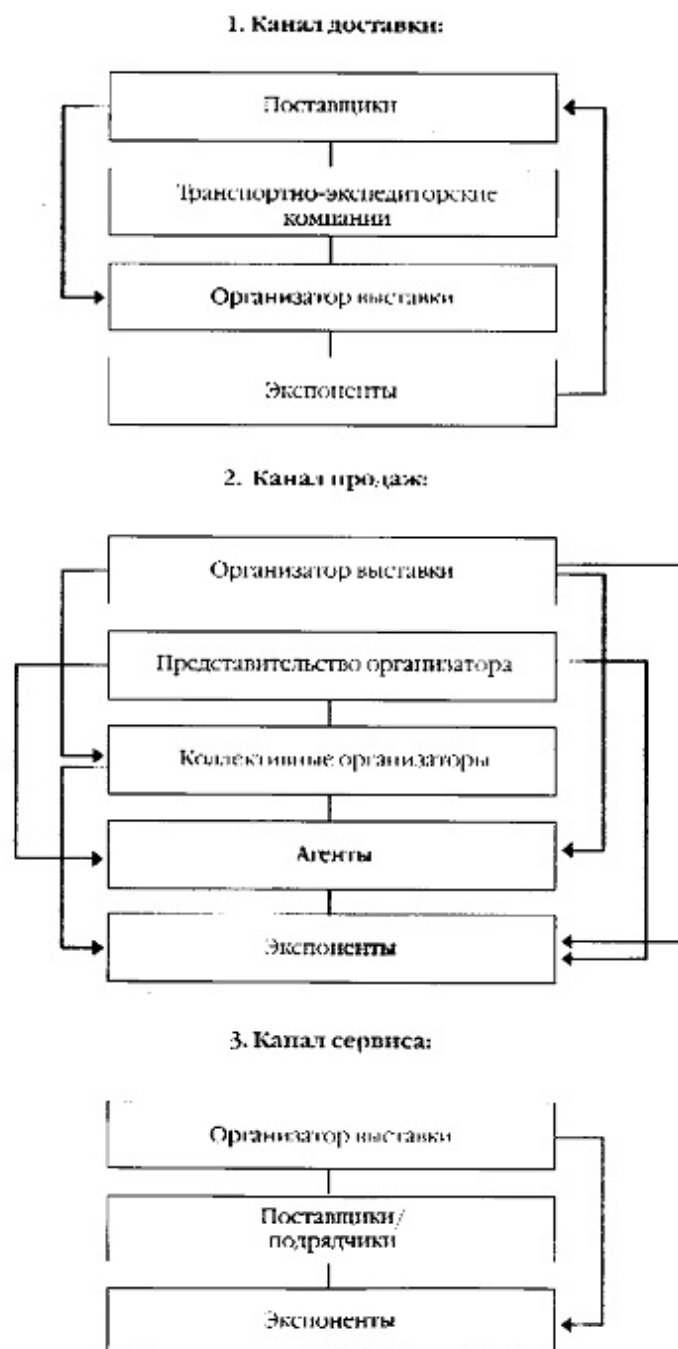 1. Канал доставки:
Поставщики
Транспортно-экспедиторские
компании
Организатор выставки
Экспоненты
2. Канал продаж:
Организатор выставки
Представительство организатора
Коллективные организаторы
Агенты
Экспоненты
3. Канал сервиса:
Организатор выставки
Поставщики/
подрядчики
Экспоненты